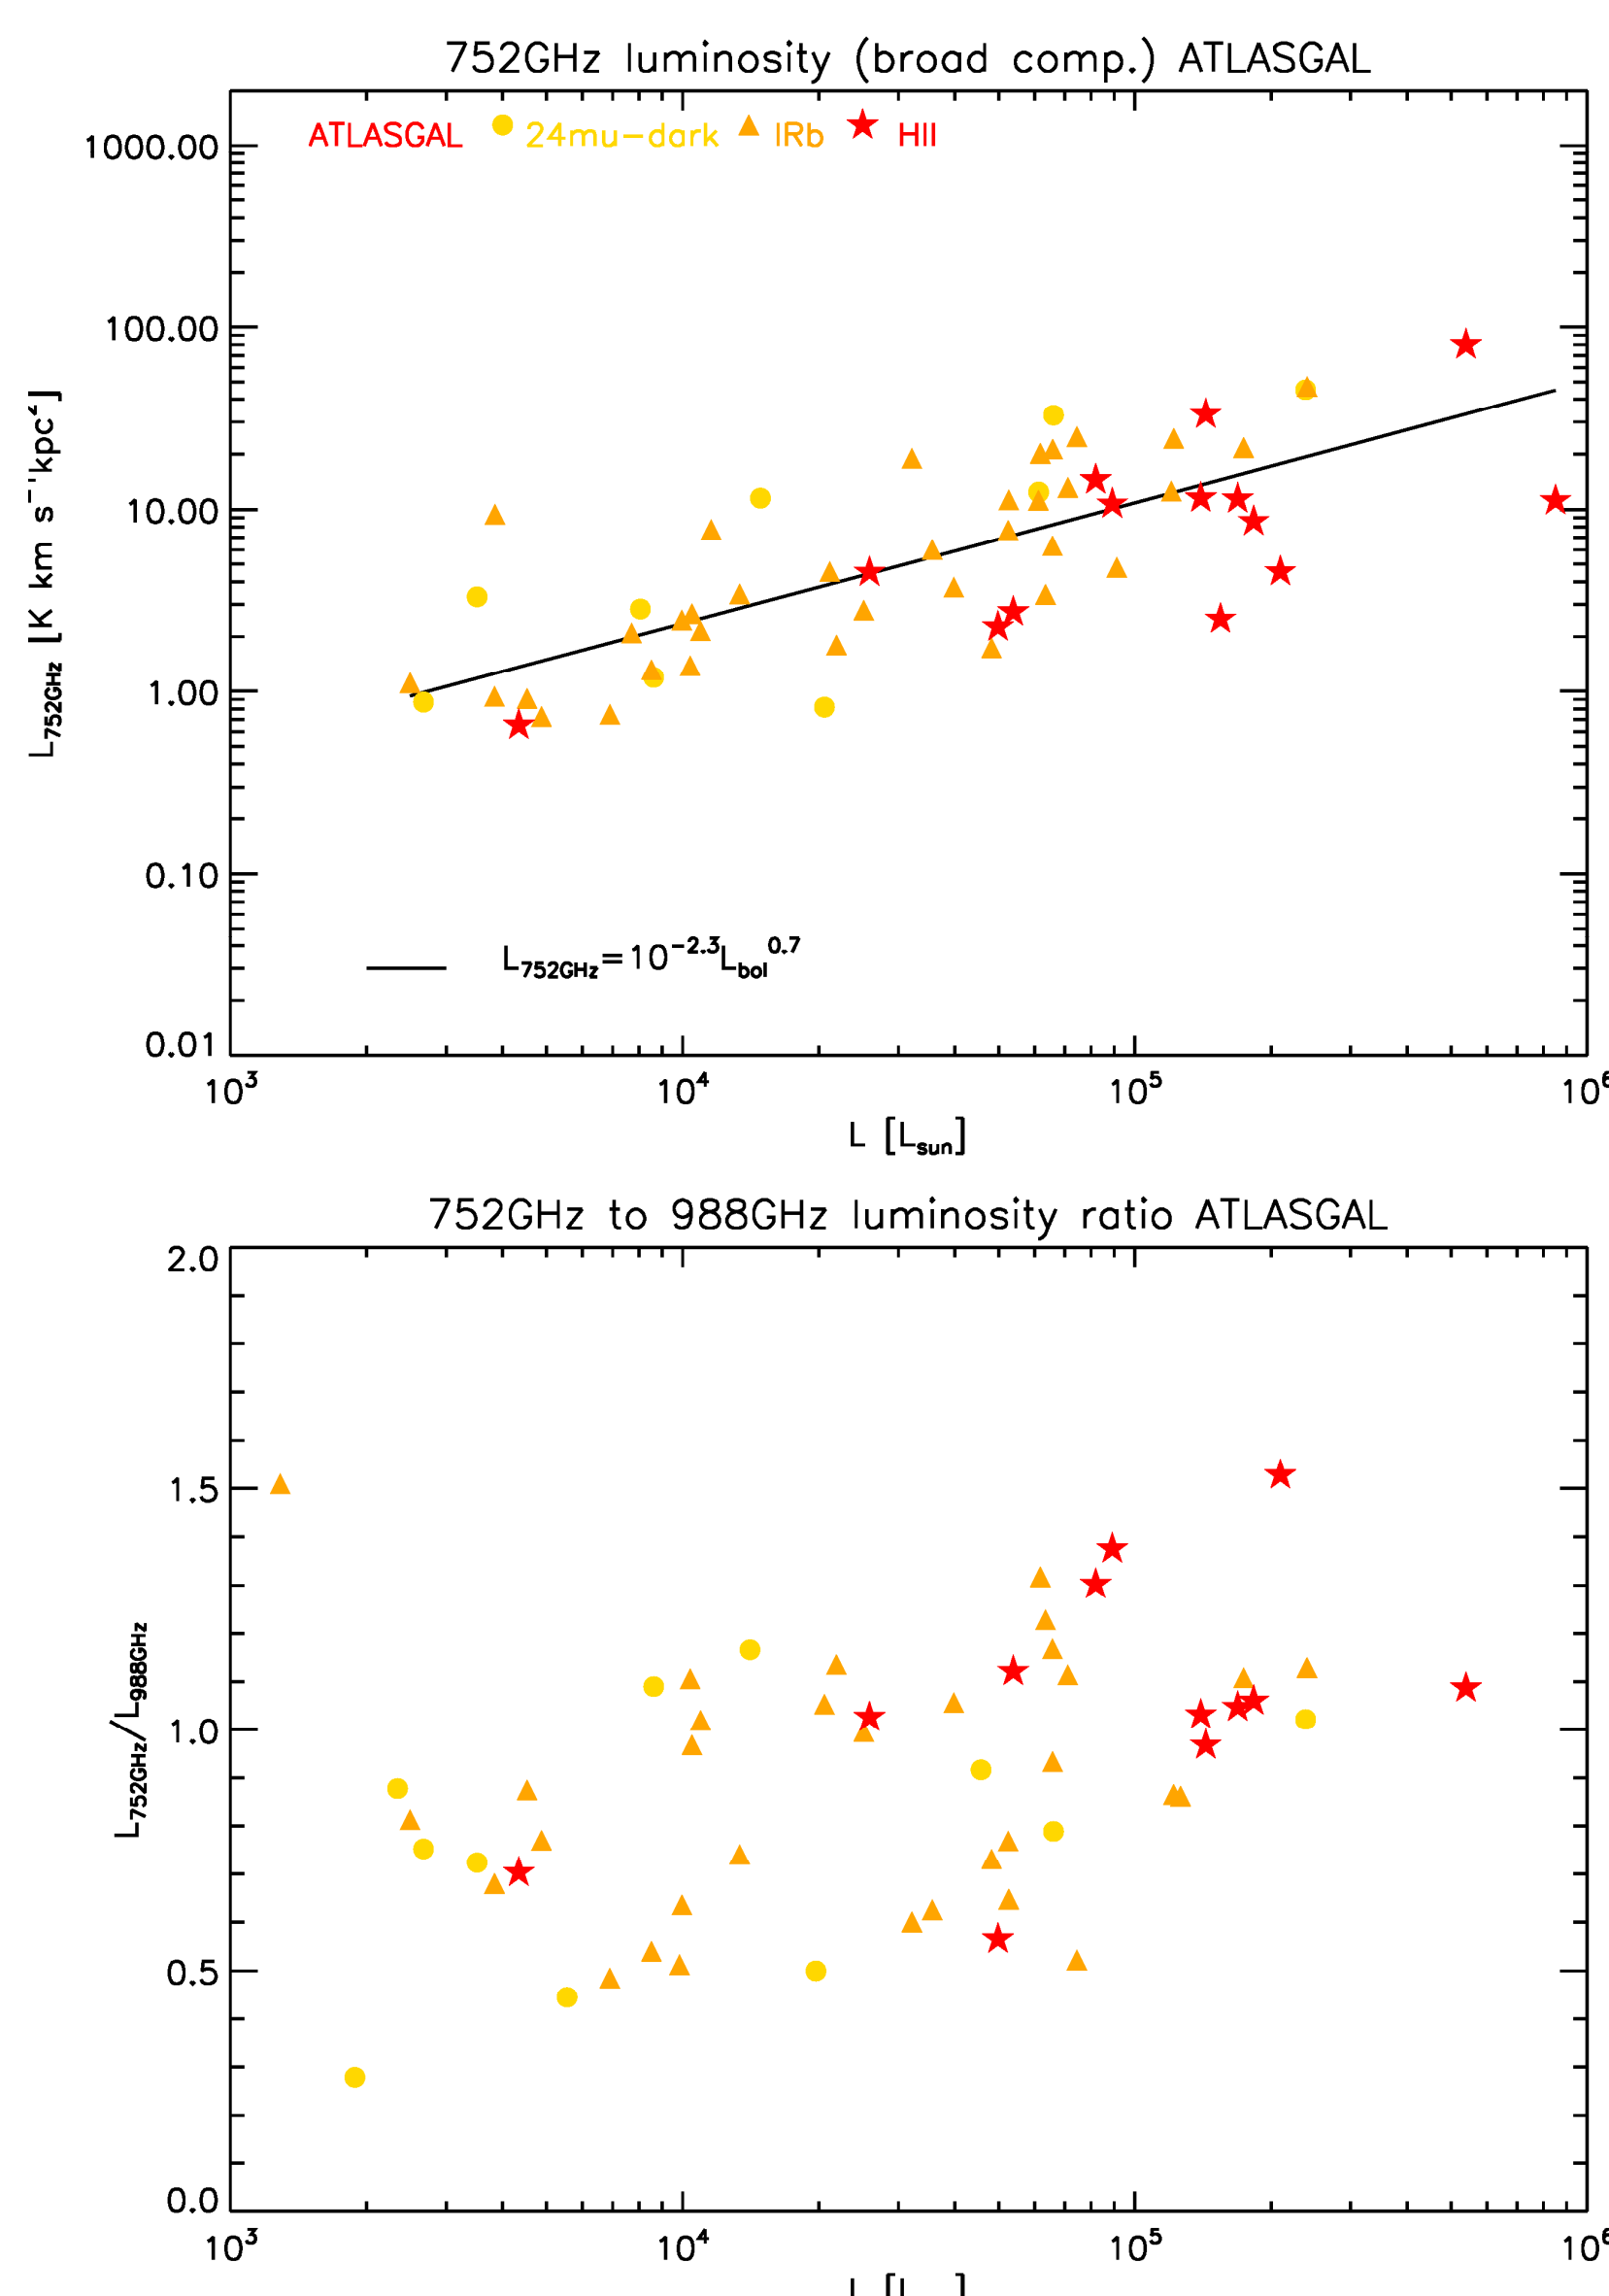 752GHz luminosity (broad comp.) ATLASGAL
ATLASGAL 24mu-dark IRb HII
1000.00
100.00
10.00
1.00
0.10
0.01
L752GHz [K km s⁻¹kpc²]
L752GHz=10⁻²·³Lbol⁰·⁷
10³ 10⁴ 10⁵ 10⁶
L [Lsun]
752GHz to 988GHz luminosity ratio ATLASGAL
2.0
1.5
1.0
0.5
0.0
L752GHz/L988GHz
10³ 10⁴ 10⁵ 10⁶